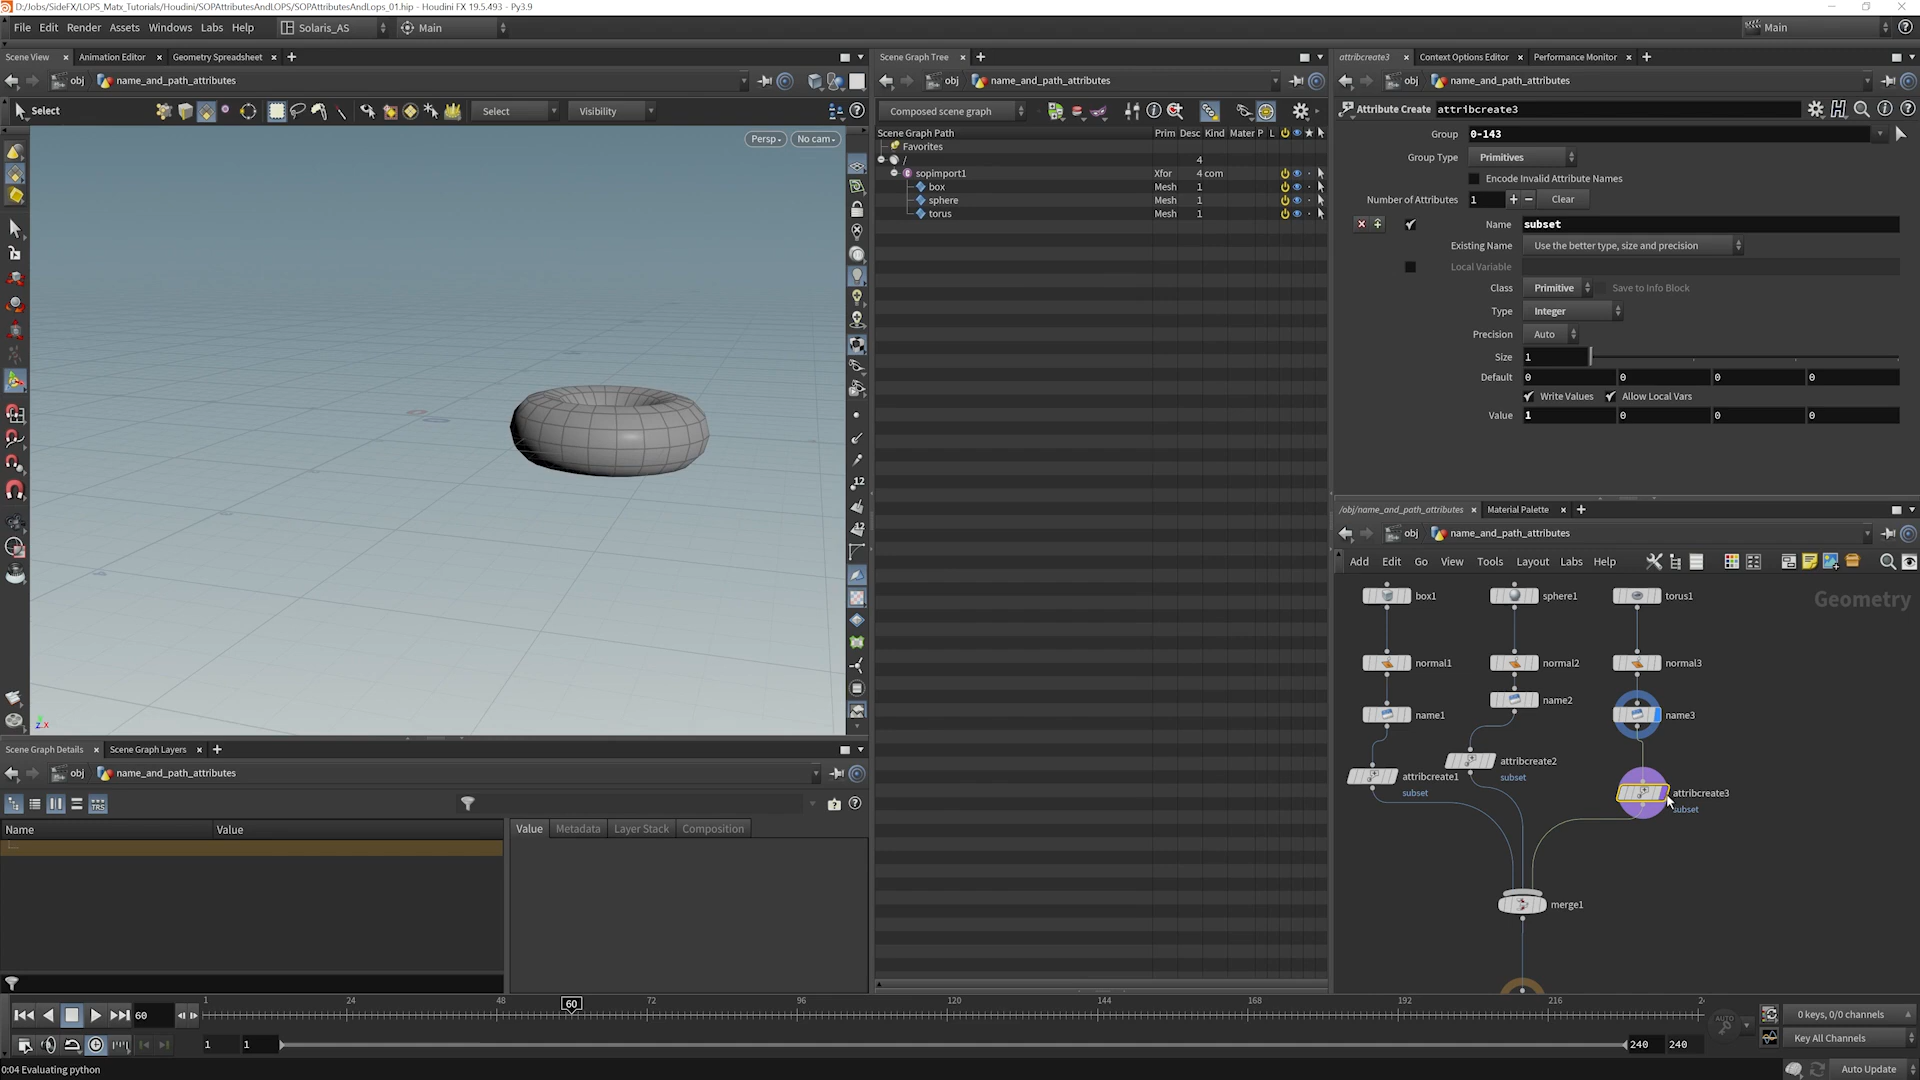 D:/Jobs/SideFX/LOPS_Matx_Tutorials/Houdini/SOPAttributesAndLOPS/SOPAttributesAndLops_01.hip - Houdini FX 19.5.493 - Py3.9
File Edit Render Assets Windows Labs Help Solaris_AS Main Main
Scene View Animation Editor Geometry Spreadsheet
obj name_and_path_attributes
Select Select Visibility
Persp No cam
Scene Graph Tree
obj name_and_path_attributes
Composed scene graph
Scene Graph Path Prim Desc Kind Mater P L
Favorites
/ 4
sopimport1 Xfor 4 com
box Mesh 1
sphere Mesh 1
torus Mesh 1
attribcreate3 Context Options Editor Performance Monitor
obj name_and_path_attributes
Attribute Create attribcreate3
Group 0-143
Group Type Primitives
Encode Invalid Attribute Names
Number of Attributes 1 Clear
Name subset
Existing Name Use the better type, size and precision
Local Variable
Class Primitive Save to Info Block
Type Integer
Precision Auto
Size 1
Default 0 0 0 0
Write Values Allow Local Vars
Value 1 0 0 0
/obj/name_and_path_attributes Material Palette
obj name_and_path_attributes
Add Edit Go View Tools Layout Labs Help
Geometry
box1 sphere1 torus1
normal1 normal2 normal3
name1 name2 name3
attribcreate1 attribcreate2 attribcreate3
subset subset subset
merge1
12
12
z x
Scene Graph Details Scene Graph Layers
obj name_and_path_attributes
TRS
Name Value
Value Metadata Layer Stack Composition
1 24 48 60 72 96 120 144 168 192 216 2
60
AUTO
0 keys, 0/0 channels
1 1 240 240
Key All Channels
0:04 Evaluating python
Auto Update